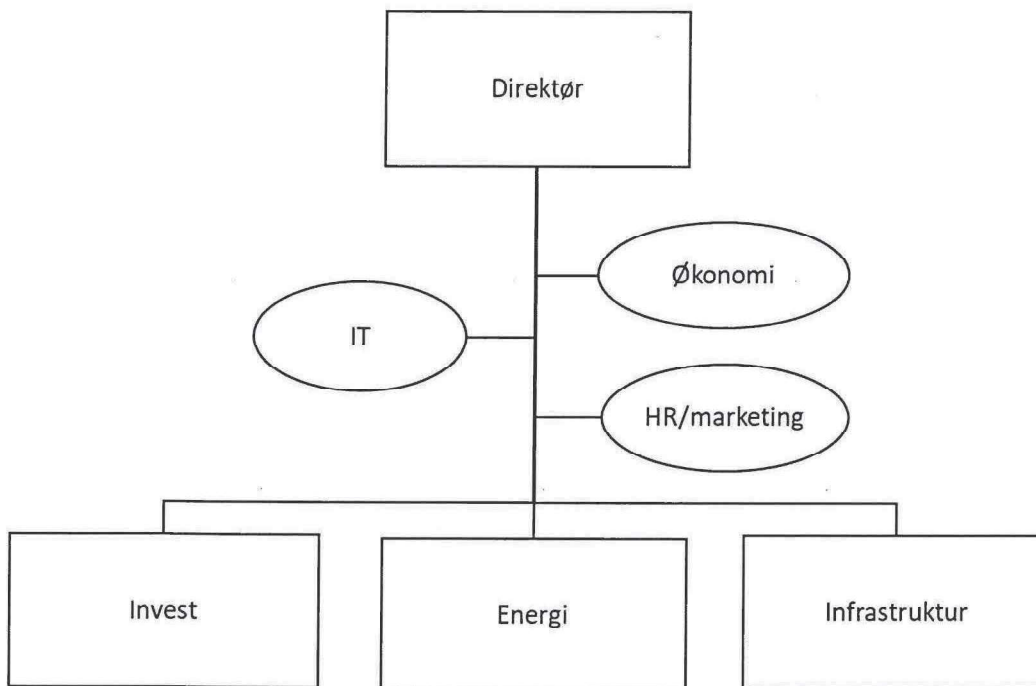 Direktør
Økonomi
IT
HR/marketing
Invest
Energi
Infrastruktur